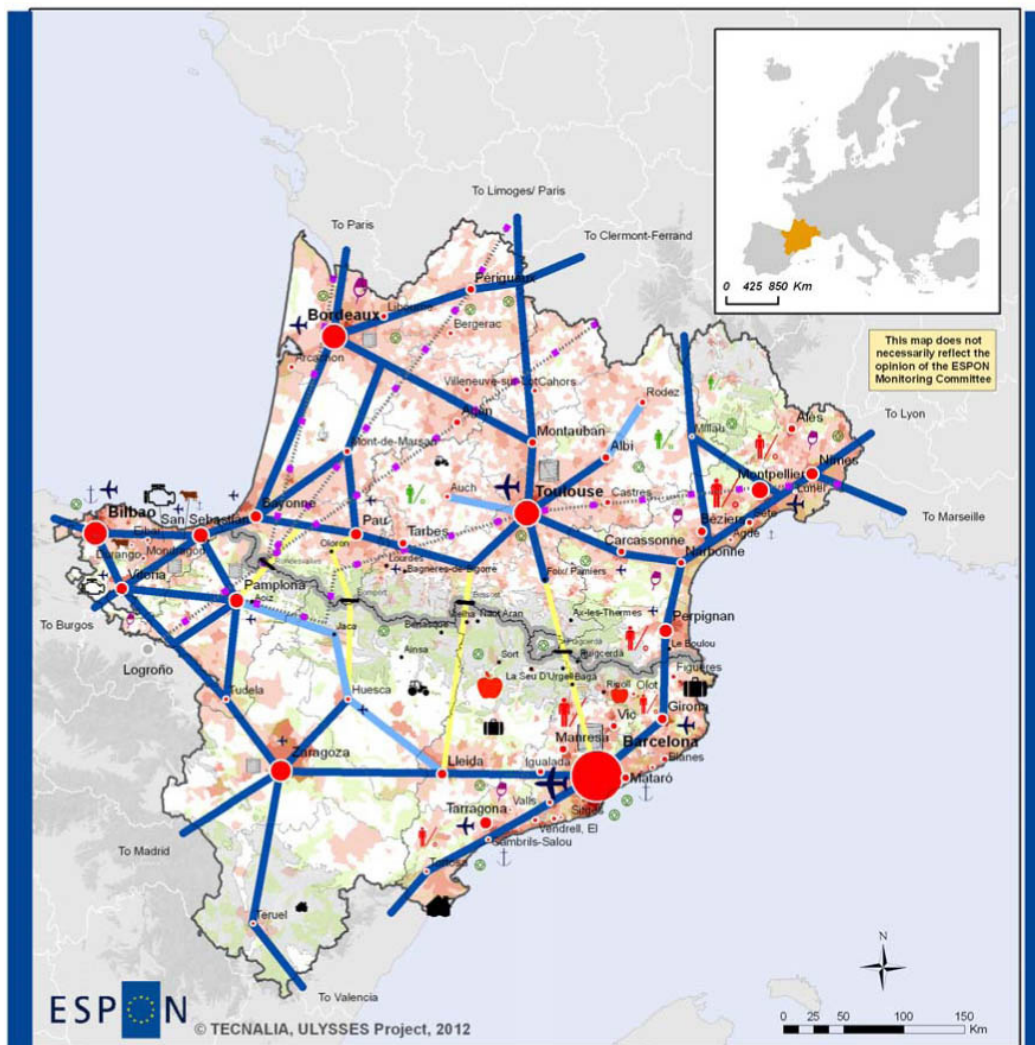 To Limoges/ Paris
To Paris
To Clermont-Ferrand
0 425 850 Km
This map does not
necessarily reflect the
opinion of the ESPON
Monitoring Committee
Périgueux
Libourne
Bordeaux
Bergerac
Arcachon
Villeneuve-sur-Lot
Cahors
Rodez
Agen
Millau
Alès
To Lyon
Mont-de-Marsan
Montauban
Albi
Nîmes
Montpellier
Lunel
Auch
Toulouse
Castres
Bayonne
Bilbao
San Sebastian
Eibar
Durango
Mondragon
Pau
Tarbes
Béziers
Sète
Agde
To Marseille
Carcassonne
Narbonne
Oloron
Lourdes
Bagnères-de-Bigorre
Foix/ Pamiers
Vitoria
Pamplona
Aoiz
To Burgos
Somport
Vielha
Naut Aran
Ax-les-Thermes
Perpignan
Le Boulou
Logroño
Jaca
Benasque
Ainsa
Sort
Puigcerdà
La Seu D'Urgell
Bagà
Figueres
Ripoll
Olot
Tudela
Huesca
Vic
Girona
Manresa
Barcelona
Zaragoza
Lleida
Igualada
Blanes
Mataró
Valls
Sitges
Tarragona
Vendrell, El
Cambrils-Salou
To Madrid
Tortosa
Teruel
To Valencia
N
ESPON
© TECNALIA, ULYSSES Project, 2012
0 25 50 100 150
Km